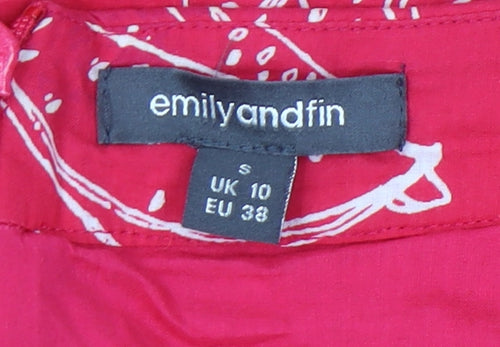 emilyandfin
S
UK 10
EU 38